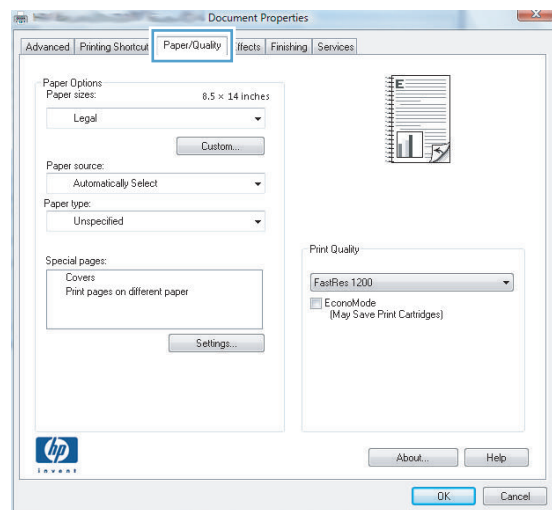 Document Properties
Advanced Printing Shortcut Paper/Quality ffects Finishing Services
Paper Options
Paper sizes: 8.5 × 14 inches
Legal
Custom...
Paper source:
Automatically Select
Paper type:
Unspecified
Special pages:
Covers
Print pages on different paper
Settings...
E
Print Quality
FastRes 1200
EconoMode
(May Save Print Cartridges)
hp
invent
About... Help
OK Cancel